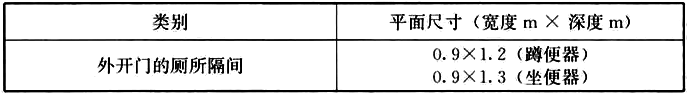 类别 平面尺寸（宽度 m × 深度 m）
外开门的厕所隔间 0.9×1.2（蹲便器）
0.9×1.3（坐便器）